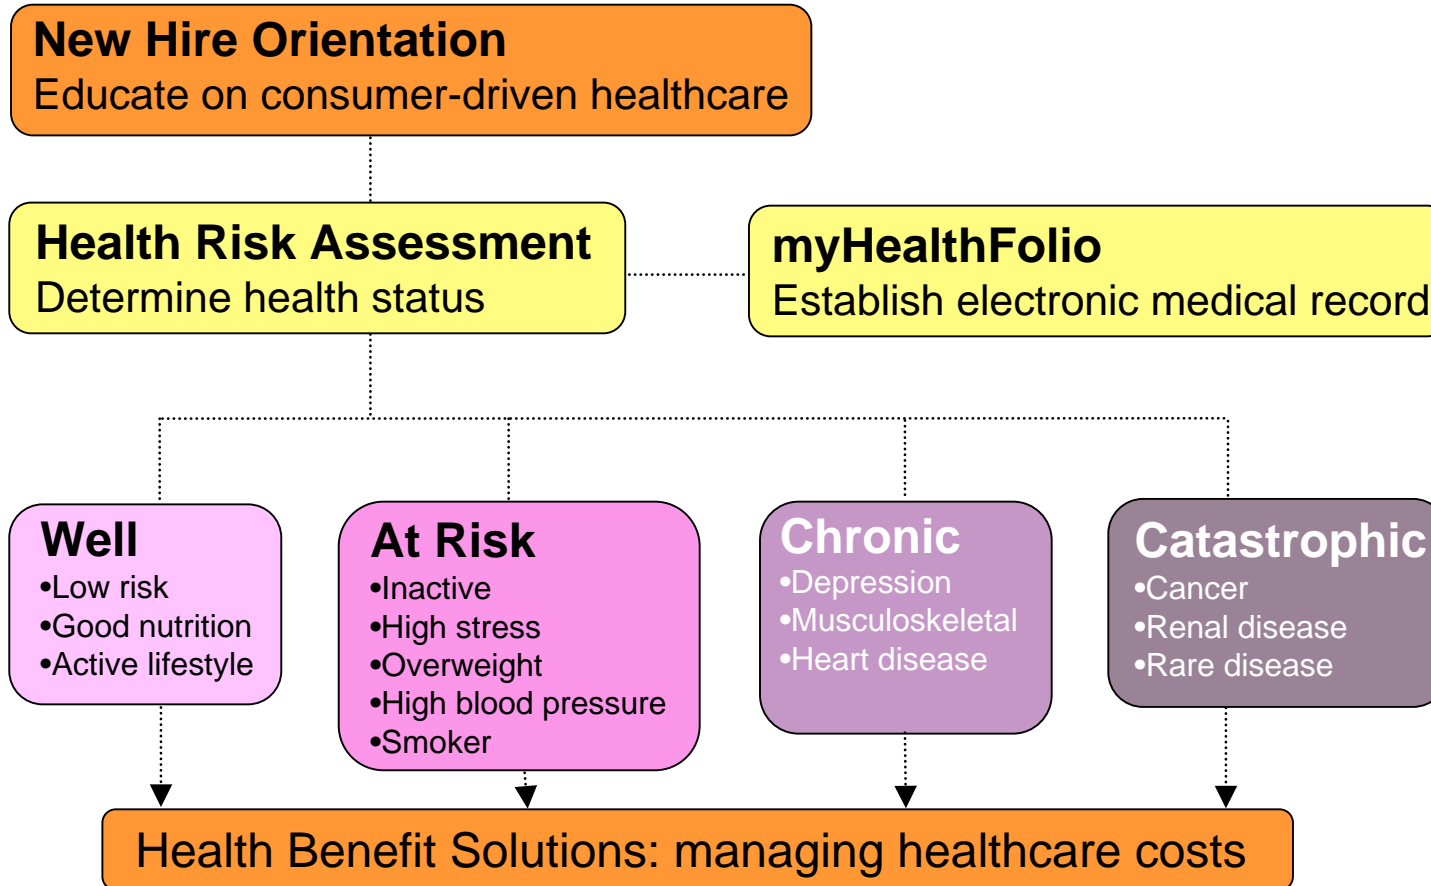 New Hire Orientation
Educate on consumer-driven healthcare
Health Risk Assessment
Determine health status
myHealthFolio
Establish electronic medical record
Well
•Low risk
•Good nutrition
•Active lifestyle
At Risk
•Inactive
•High stress
•Overweight
•High blood pressure
•Smoker
Chronic
•Depression
•Musculoskeletal
•Heart disease
Catastrophic
•Cancer
•Renal disease
•Rare disease
Health Benefit Solutions: managing healthcare costs